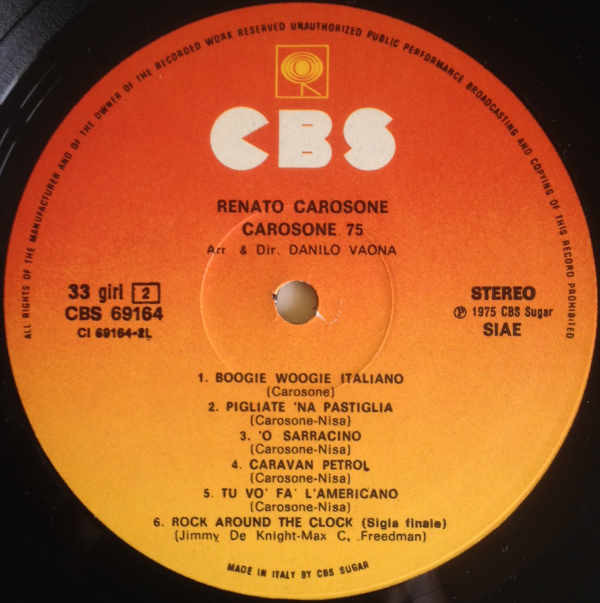 ALL RIGHTS OF THE MANUFACTURER AND OF THE OWNER OF THE RECORDED WORK RESERVED UNAUTHORIZED PUBLIC PERFORMANCE BROADCASTING AND COPYING OF THIS RECORD PROHIBITED
CBS
RENATO CAROSONE
CAROSONE 75
Arr & Dir. DANILO VAONA
33 giri 2
CBS 69164
CI 69164-2L
STEREO
℗ 1975 CBS Sugar
SIAE
1. BOOGIE WOOGIE ITALIANO
(Carosone)
2. PIGLIATE 'NA PASTIGLIA
(Carosone-Nisa)
3. 'O SARRACINO
(Carosone-Nisa)
4. CARAVAN PETROL
(Carosone-Nisa)
5. TU VO' FA' L'AMERICANO
(Carosone-Nisa)
6. ROCK AROUND THE CLOCK (Sigla finale)
(Jimmy De Knight-Max C, Freedman)
MADE IN ITALY BY CBS SUGAR